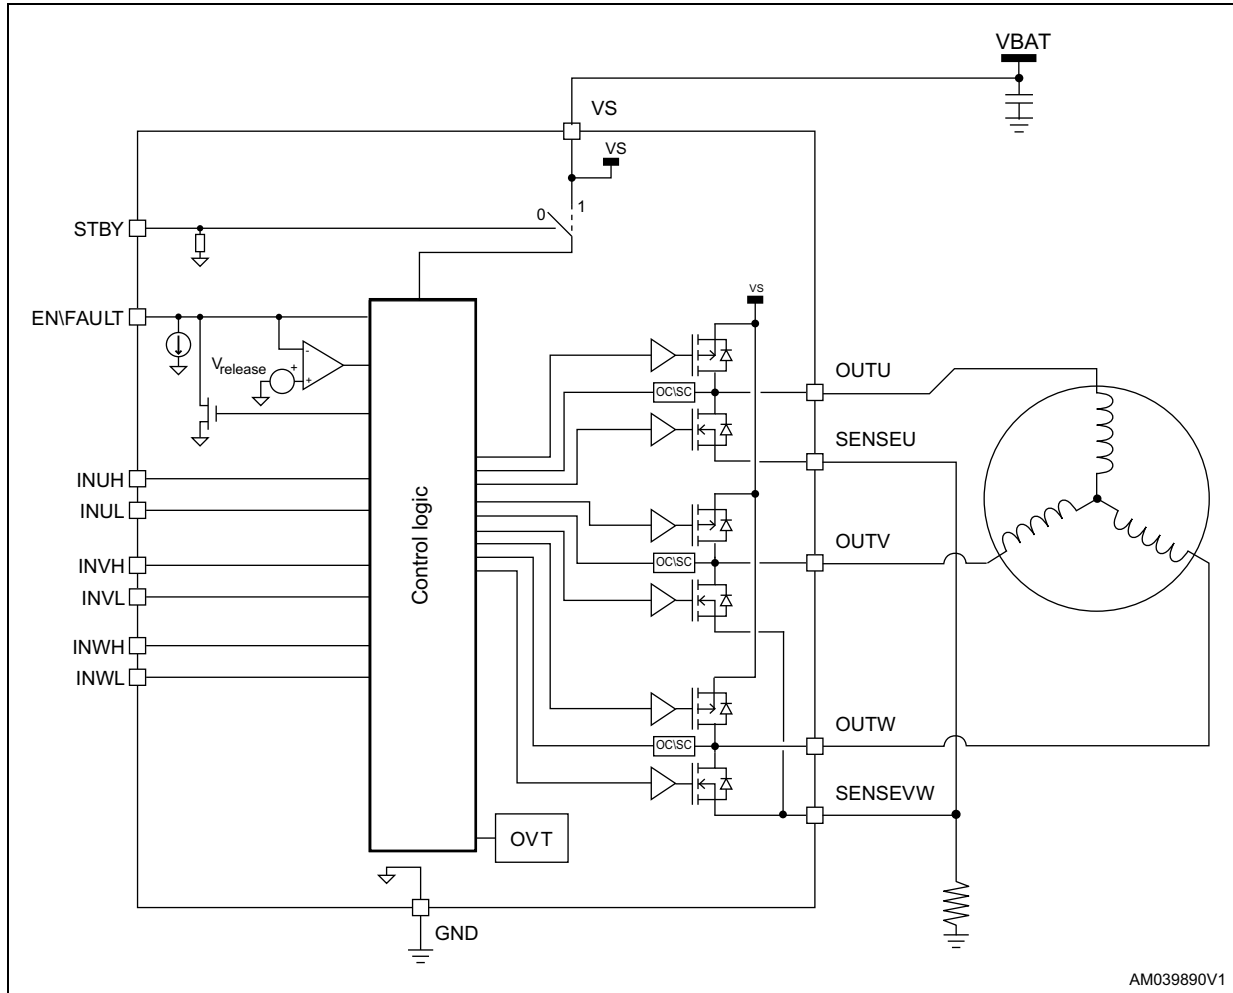 VBAT
VS
VS
STBY
0
1
EN\FAULT
VS
Vrelease
+
-
+
OUTU
OC\SC
SENSEU
INUH
INUL
Control logic
OUTV
OC\SC
INVH
INVL
INWH
INWL
OUTW
OC\SC
SENSEVW
OVT
GND
AM039890V1